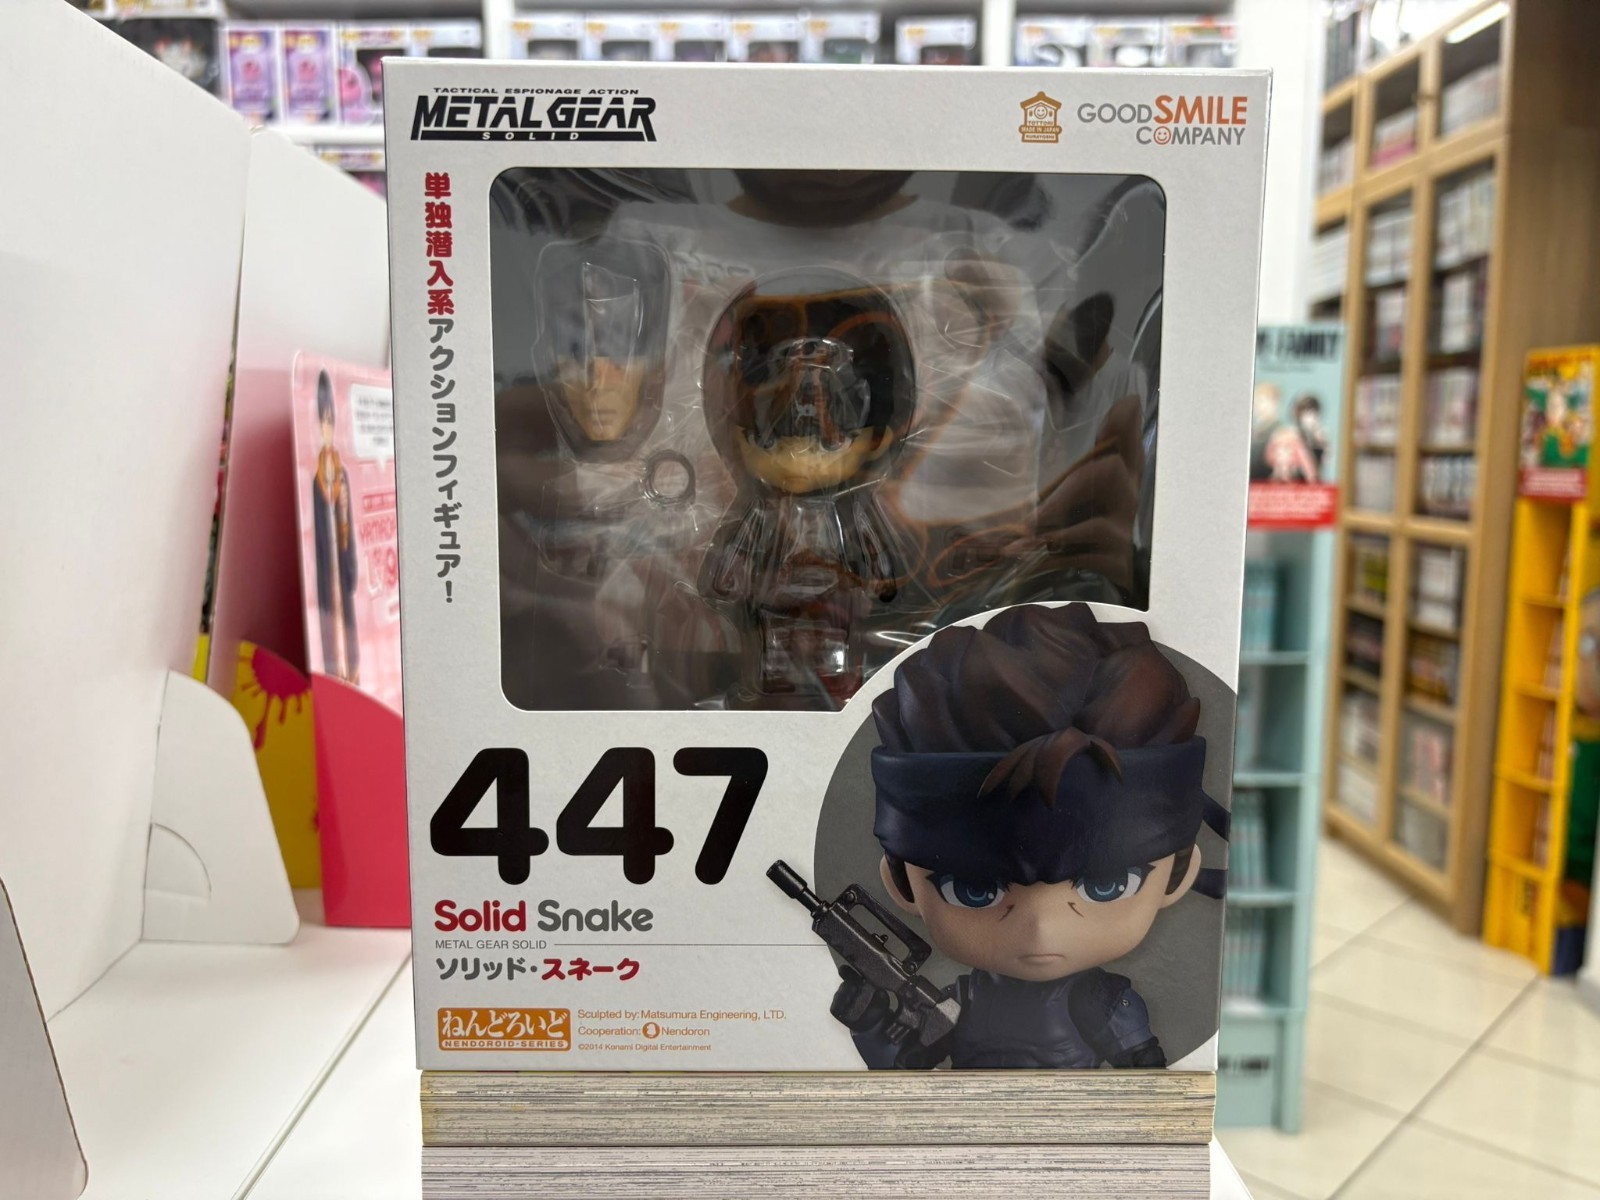 TACTICAL ESPIONAGE ACTION
METAL GEAR
SOLID
MADE IN JAPAN
GOOD SMILE
COMPANY
単独潜入系アクションフィギュア!
447
Solid Snake
METAL GEAR SOLID
ソリッド・スネーク
ねんどろいど
NENDOROID-SERIES
Sculpted by: Matsumura Engineering, LTD.
Cooperation: Nendoron
©2014 Konami Digital Entertainment
FAMILY